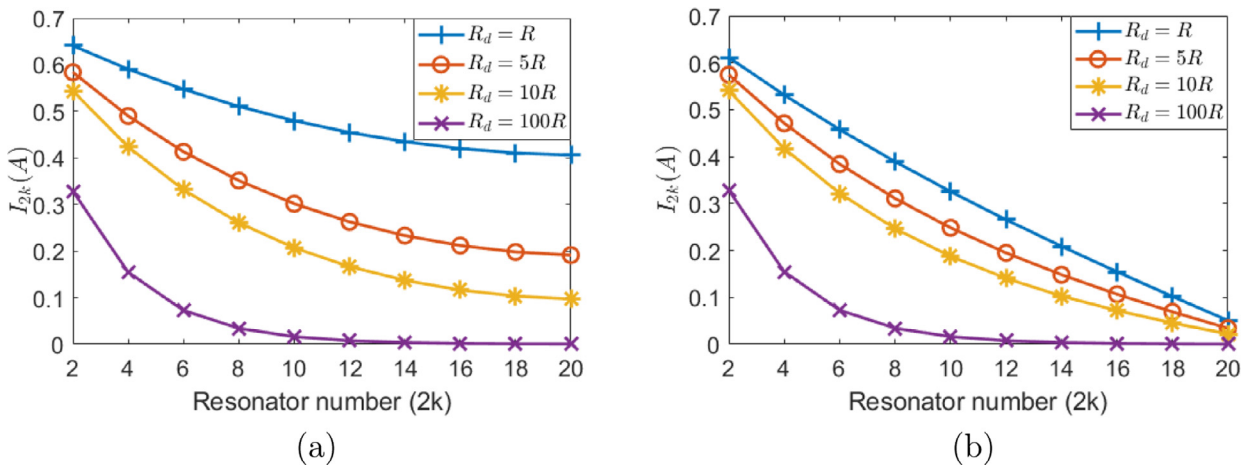 0.7
0.6
0.5
0.4
0.3
0.2
0.1
0
I_{2k}(A)
R_d = R
R_d = 5R
R_d = 10R
R_d = 100R
2 4 6 8 10 12 14 16 18 20
Resonator number (2k)
(a)
0.7
0.6
0.5
0.4
0.3
0.2
0.1
0
I_{2k}(A)
R_d = R
R_d = 5R
R_d = 10R
R_d = 100R
2 4 6 8 10 12 14 16 18 20
Resonator number (2k)
(b)